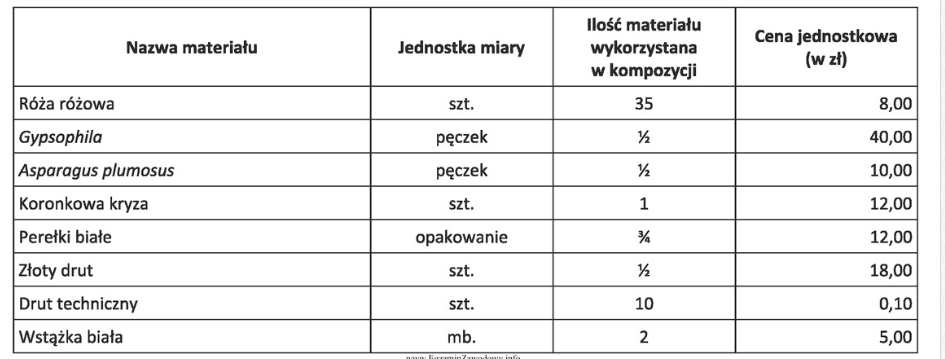 Nazwa materiału Jednostka miary Ilość materiału wykorzystana w kompozycji Cena jednostkowa (w zł)
Róża różowa szt. 35 8,00
Gypsophila pęczek ½ 40,00
Asparagus plumosus pęczek ½ 10,00
Koronkowa kryza szt. 1 12,00
Perełki białe opakowanie ¾ 12,00
Złoty drut szt. ½ 18,00
Drut techniczny szt. 10 0,10
Wstążka biała mb. 2 5,00
www.EgzaminZawodowy.info